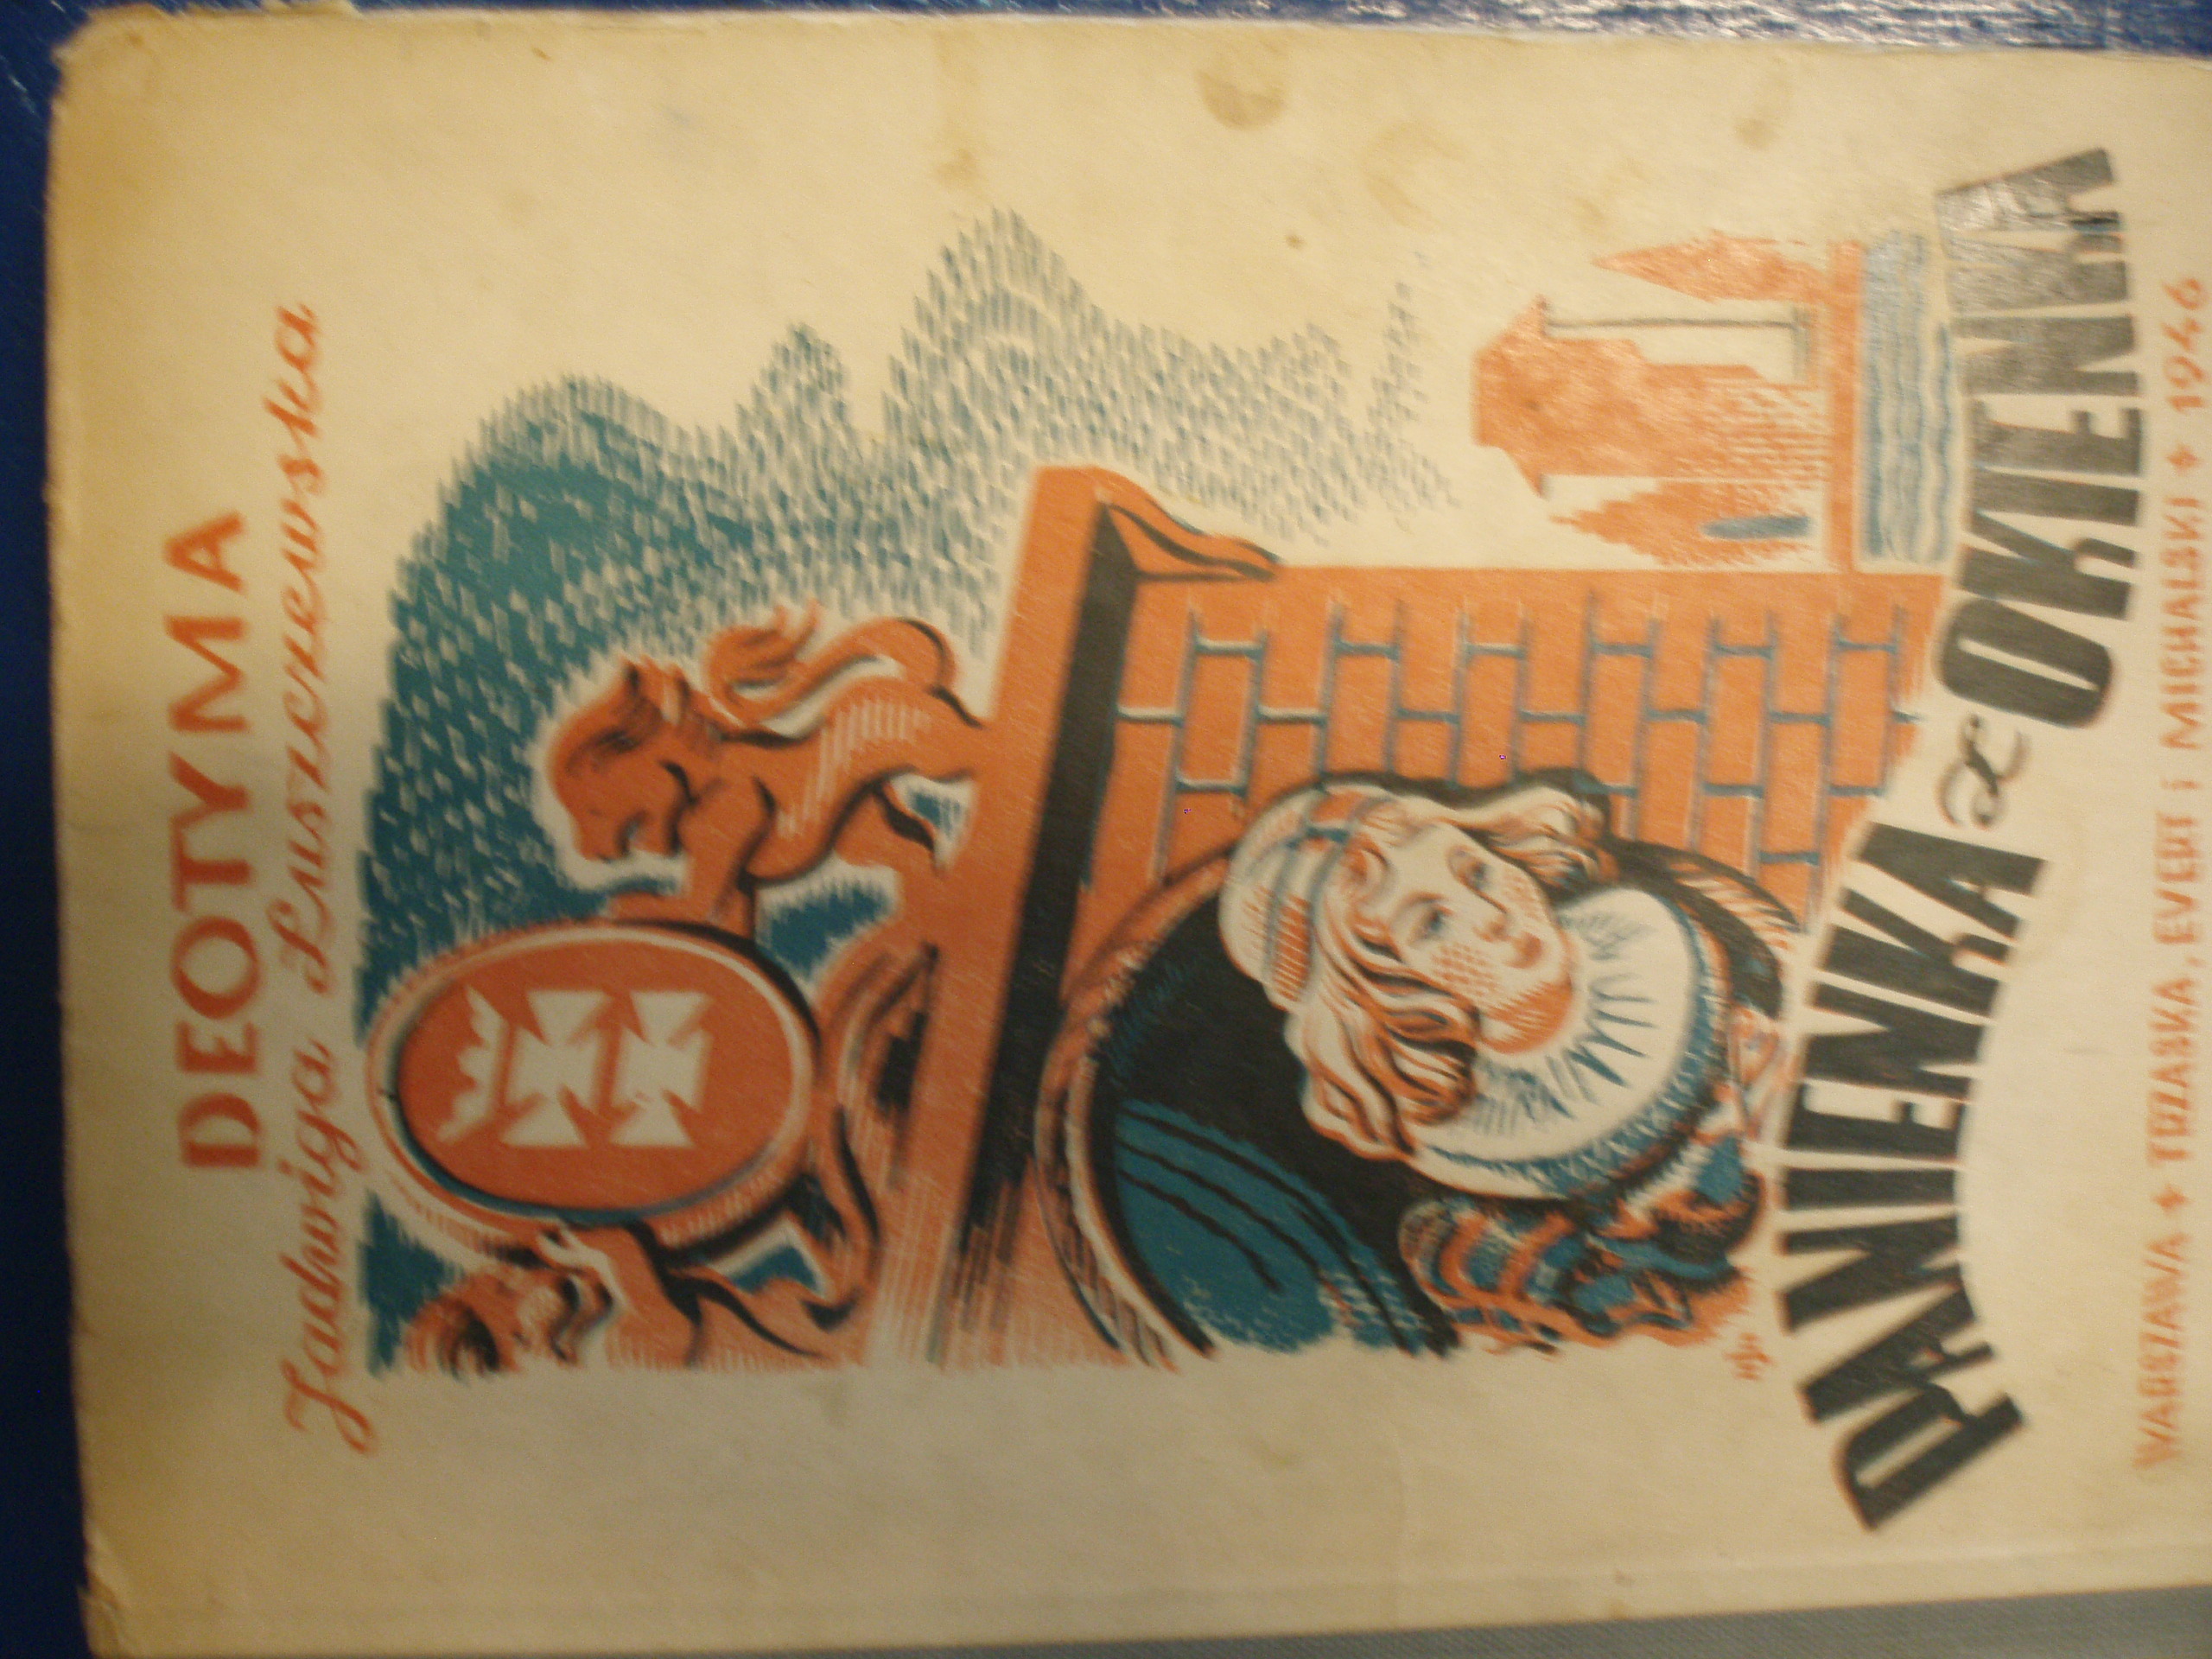 DEOTYMA
Jadwiga Łuszczewska
PANIENKA z OKIENKA
WARSZAWA ✦ TRZASKA, EVERT i MICHALSKI ✦ 1946